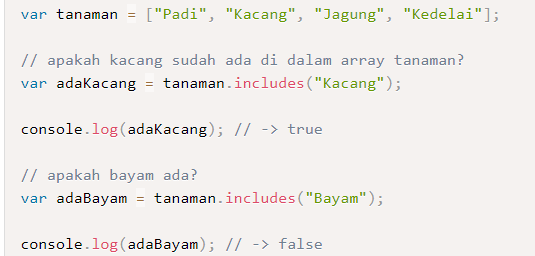 var tanaman = ["Padi", "Kacang", "Jagung", "Kedelai"];
// apakah kacang sudah ada di dalam array tanaman?
var adaKacang = tanaman.includes("Kacang");
console.log(adaKacang); // -> true
// apakah bayam ada?
var adaBayam = tanaman.includes("Bayam");
console.log(adaBayam); // -> false